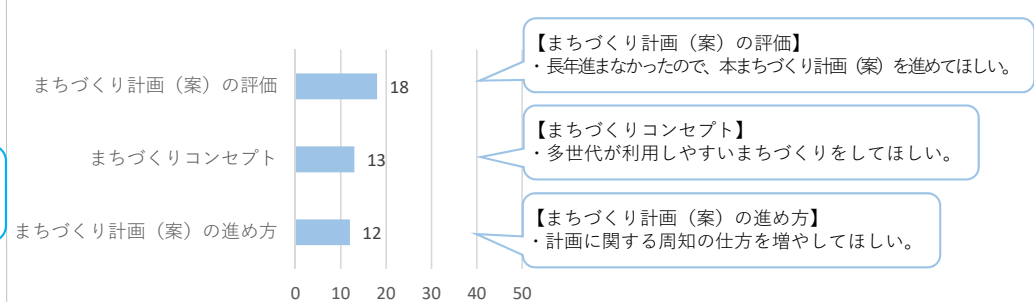 【まちづくり計画（案）の評価】
・長年進まなかったので、本まちづくり計画（案）を進めてほしい。
まちづくり計画（案）の評価
18
【まちづくりコンセプト】
・多世代が利用しやすいまちづくりをしてほしい。
まちづくりコンセプト
13
【まちづくり計画（案）の進め方】
・計画に関する周知の仕方を増やしてほしい。
まちづくり計画（案）の進め方
12
0 10 20 30 40 50